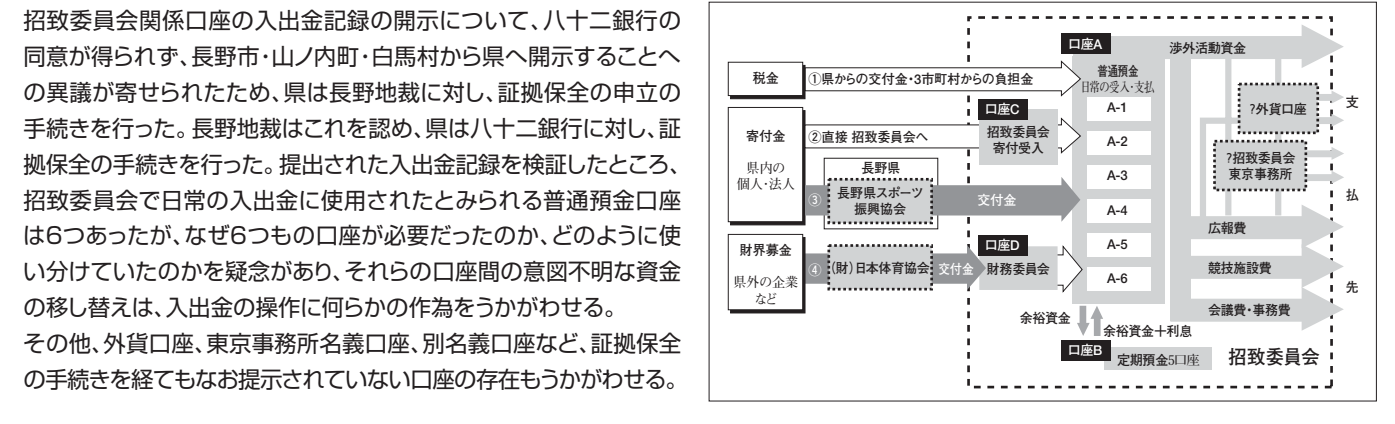 招致委員会関係口座の入出金記録の開示について、八十二銀行の
同意が得られず、長野市・山ノ内町・白馬村から県へ開示することへ
の異議が寄せられたため、県は長野地裁に対し、証拠保全の申立の
手続きを行った。長野地裁はこれを認め、県は八十二銀行に対し、証
拠保全の手続きを行った。提出された入出金記録を検証したところ、
招致委員会で日常の入出金に使用されたとみられる普通預金口座
は6つあったが、なぜ6つもの口座が必要だったのか、どのように使
い分けていたのかを疑念があり、それらの口座間の意図不明な資金
の移し替えは、入出金の操作に何らかの作為をうかがわせる。
その他、外貨口座、東京事務所名義口座、別名義口座など、証拠保全
の手続きを経てもなお提示されていない口座の存在もうかがわせる。
税金
①県からの交付金・3市町村からの負担金
寄付金
県内の
個人・法人
②直接 招致委員会へ
③
長野県
長野県スポーツ
振興協会
交付金
財界募金
県外の企業
など
④
(財)日本体育協会
交付金
口座C
招致委員会
寄付受入
口座D
財務委員会
口座A
普通預金
日常の受入・支払
A-1
A-2
A-3
A-4
A-5
A-6
渉外活動資金
?外貨口座
?招致委員会
東京事務所
広報費
競技施設費
会議費・事務費
支
払
先
余裕資金
余裕資金＋利息
口座B
定期預金5口座
招致委員会